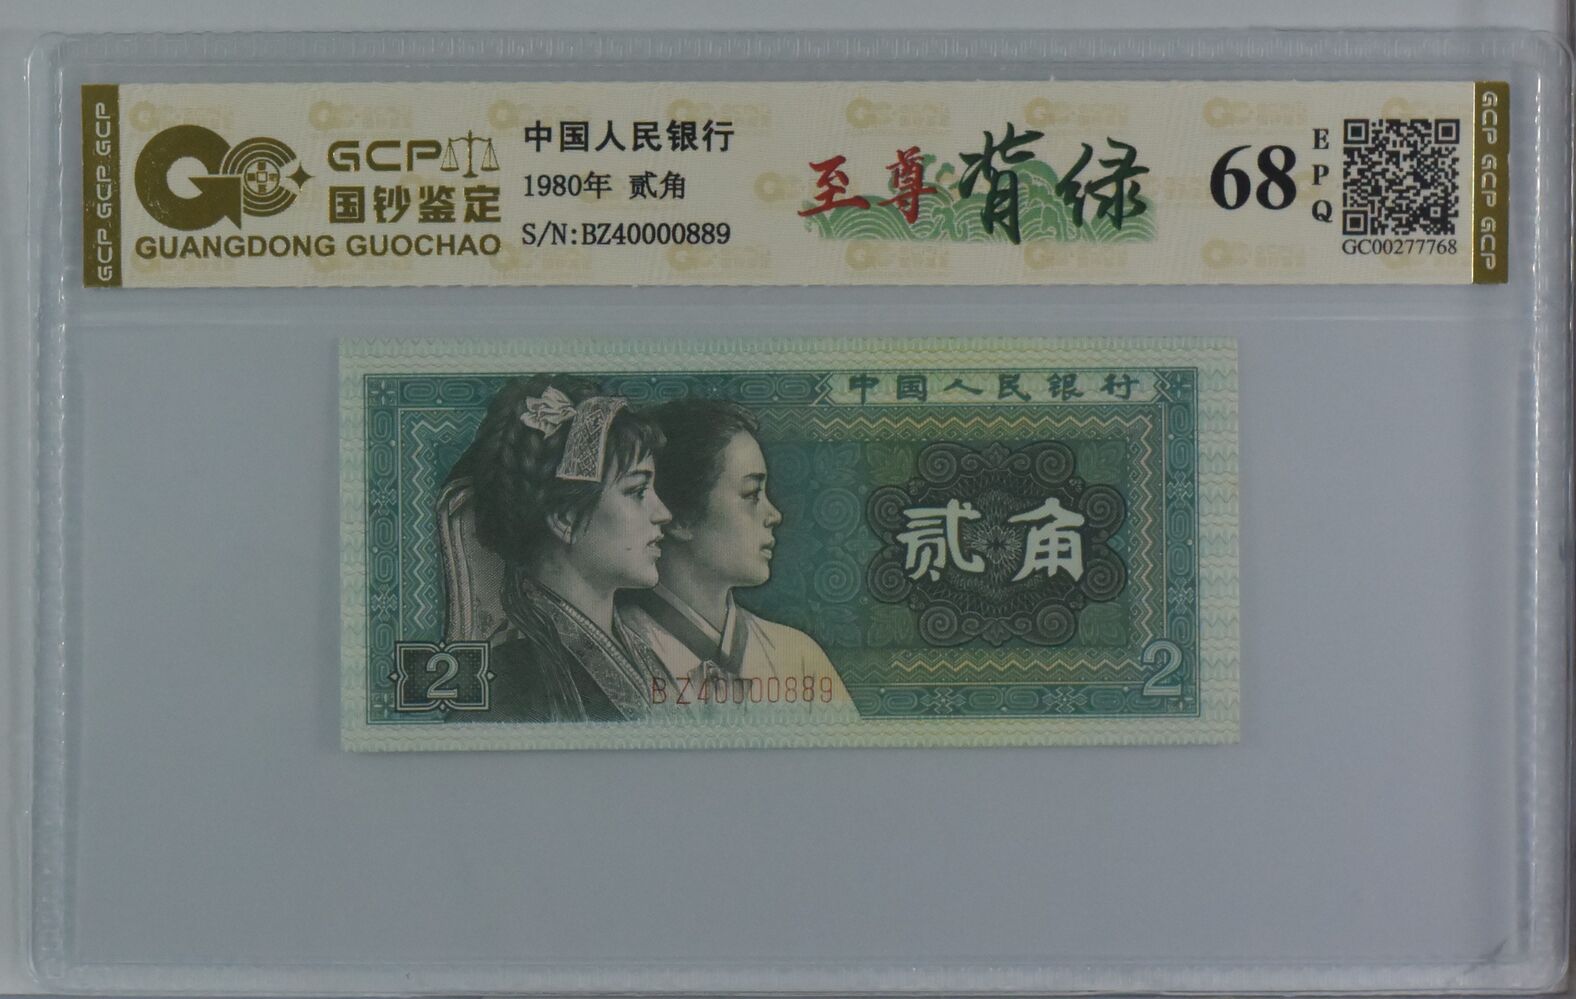 GCP GCP GCP
GCP
国钞鉴定
GUANGDONG GUOCHAO
中国人民银行
1980年 贰角
S/N:BZ40000889
至尊 背绿
68
EPQ
GC00277768
GCP GCP GCP
中国人民银行
贰角
2
BZ40000889
2